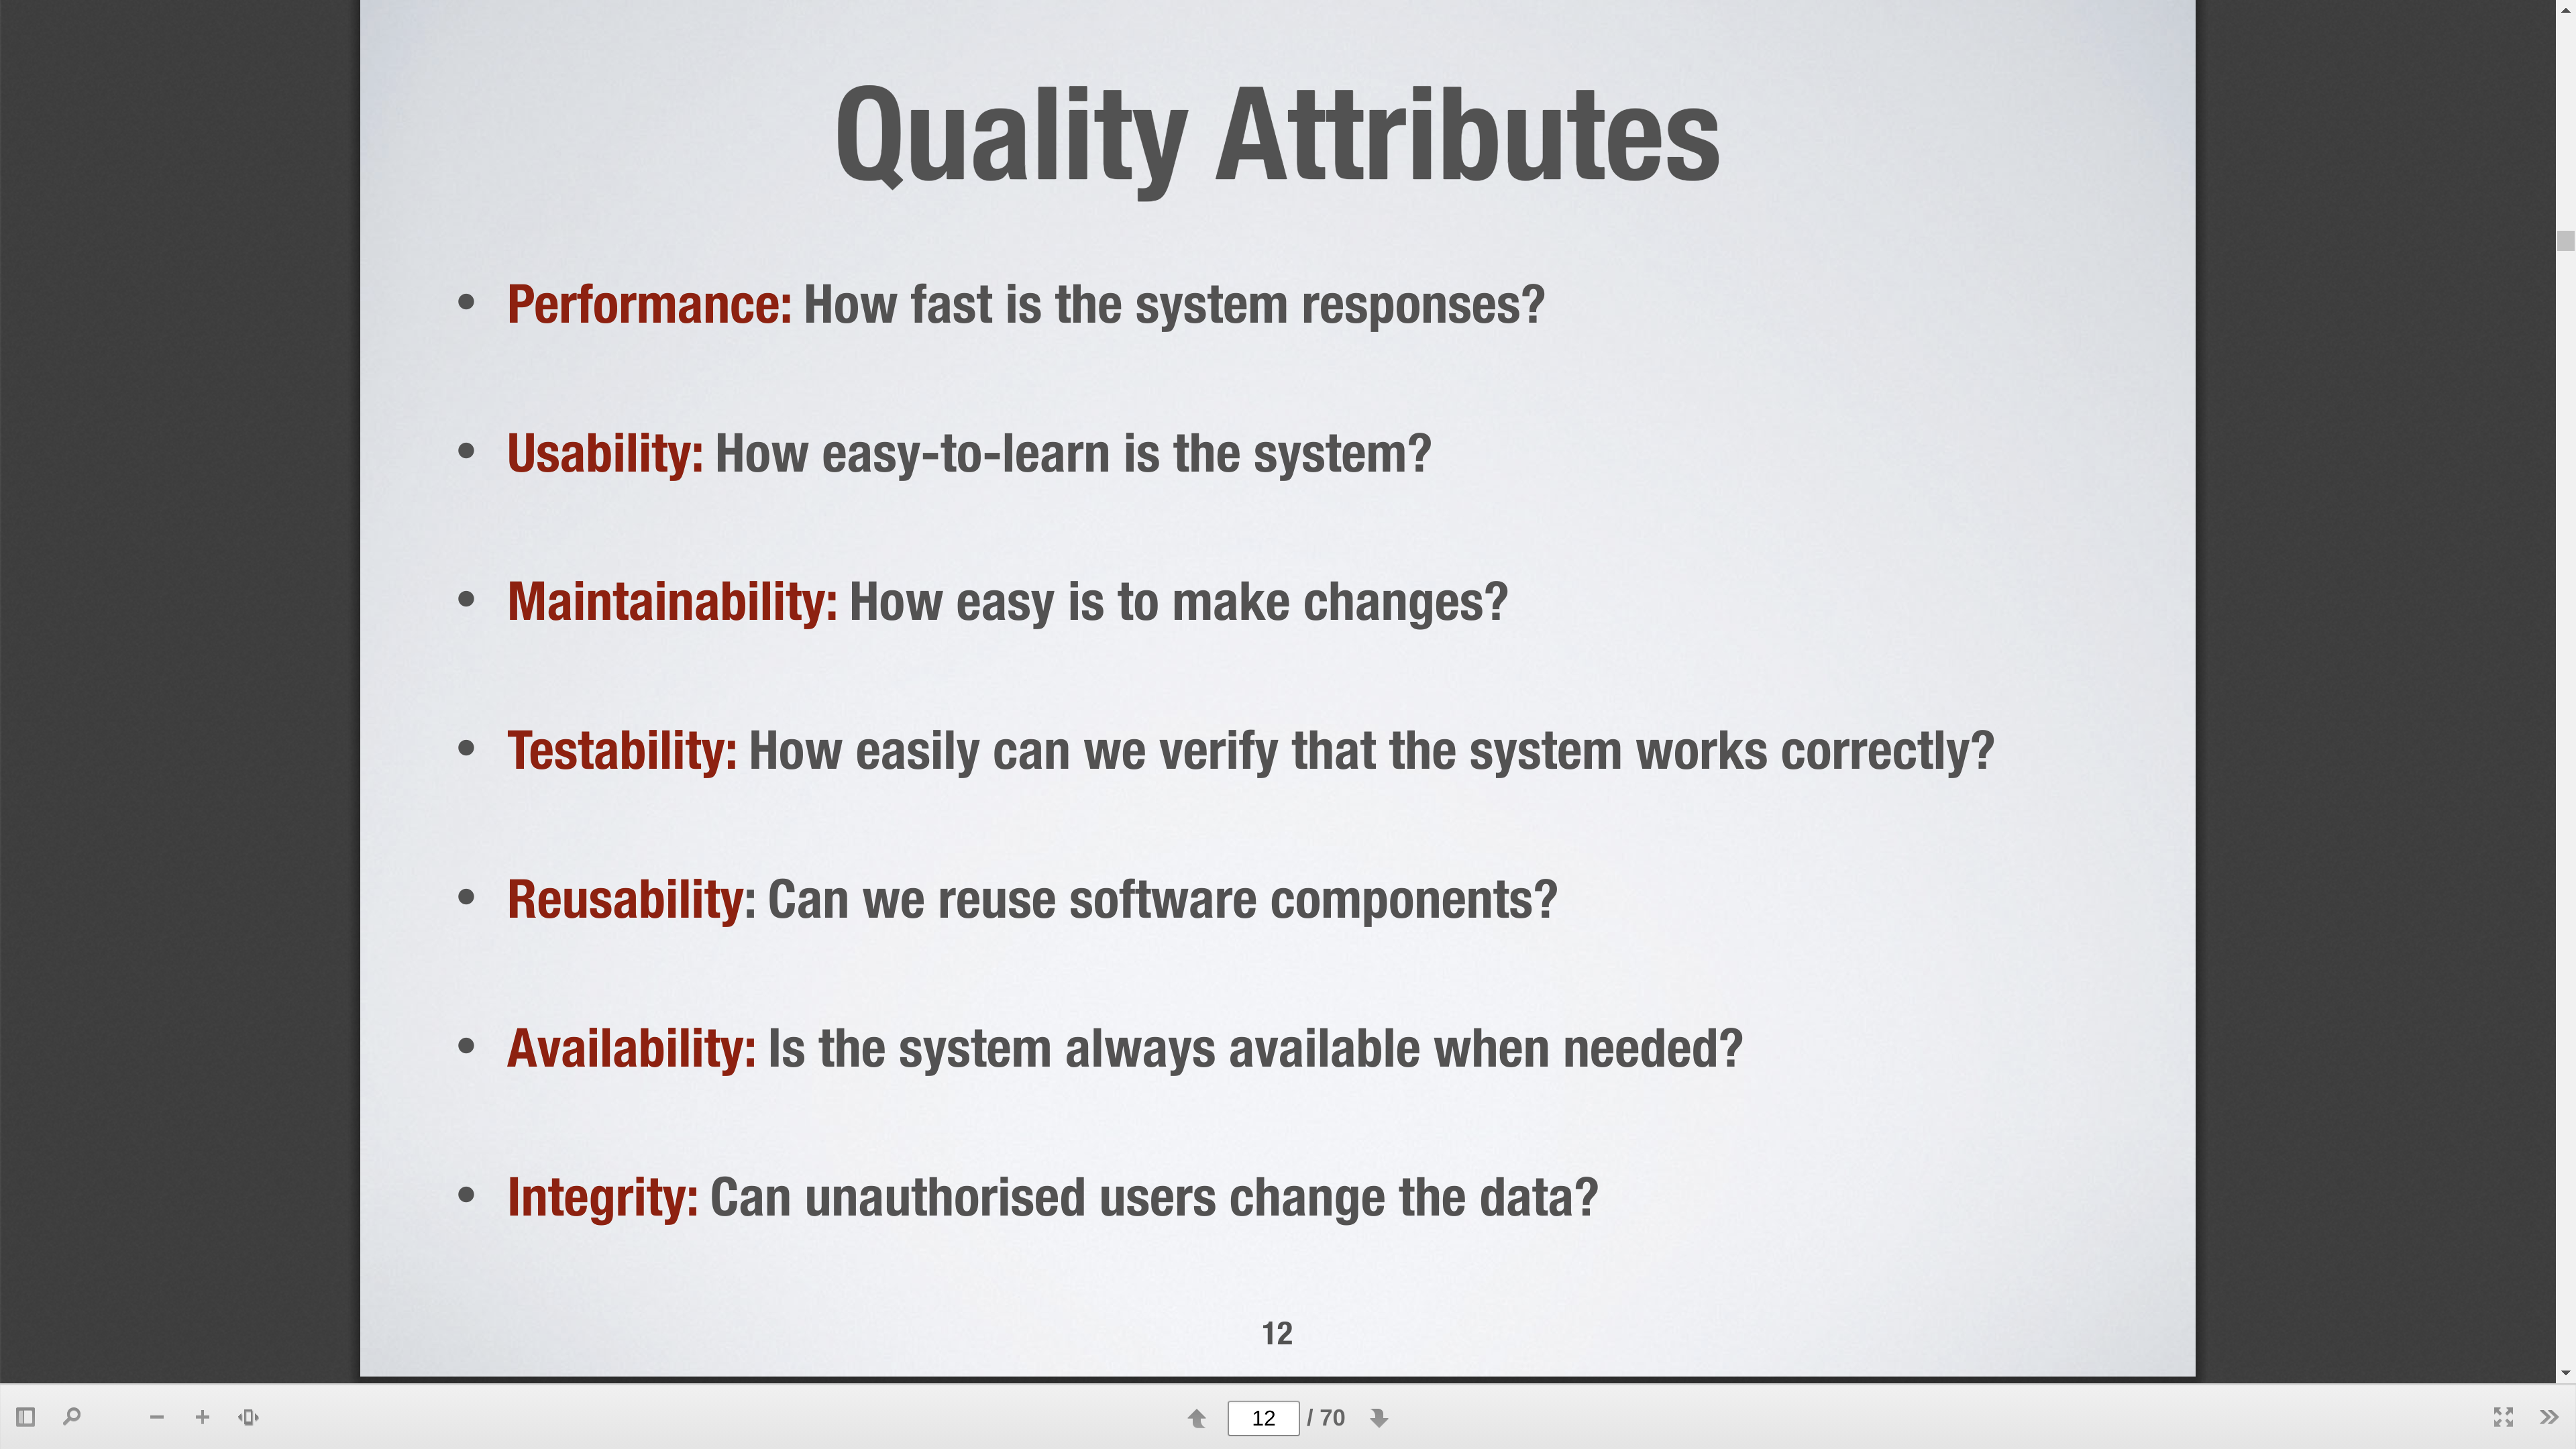 Quality Attributes
• Performance: How fast is the system responses?
• Usability: How easy-to-learn is the system?
• Maintainability: How easy is to make changes?
• Testability: How easily can we verify that the system works correctly?
• Reusability: Can we reuse software components?
• Availability: Is the system always available when needed?
• Integrity: Can unauthorised users change the data?
12
12 / 70